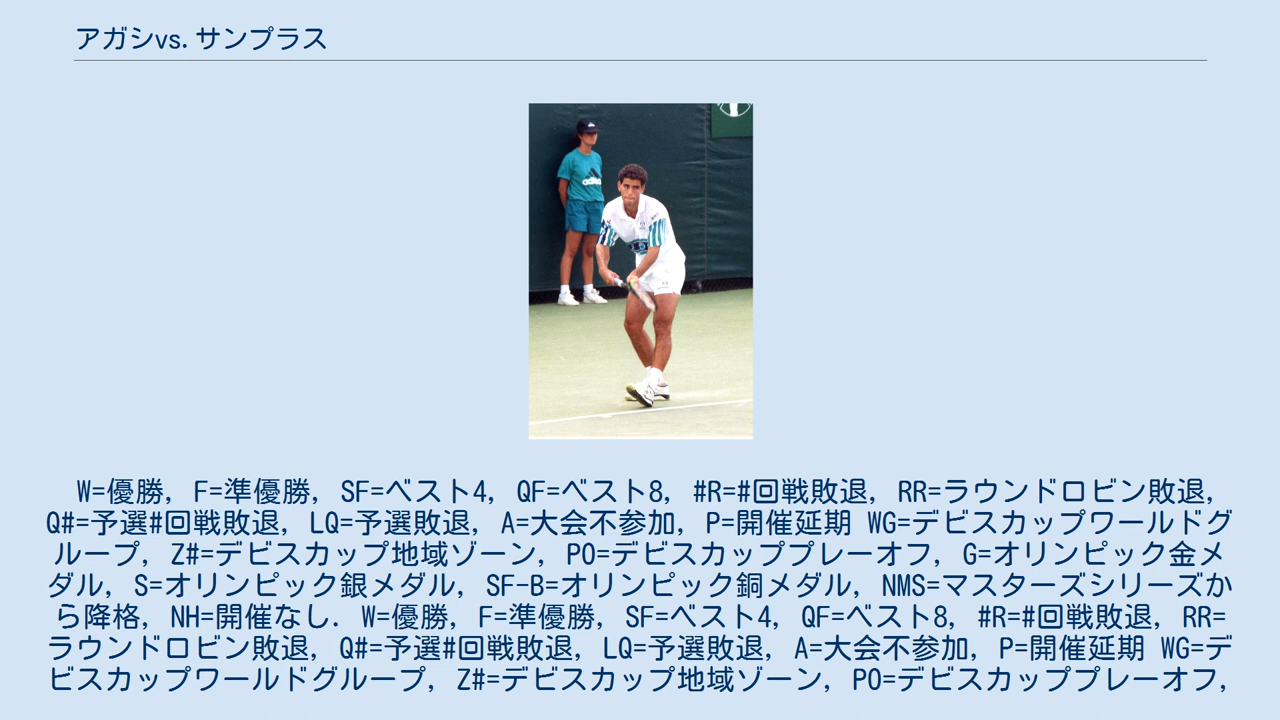 アガシvs. サンプラス
adidas
W=優勝, F=準優勝, SF=ベスト4, QF=ベスト8, #R=#回戦敗退, RR=ラウンドロビン敗退,
Q#=予選#回戦敗退, LQ=予選敗退, A=大会不参加, P=開催延期 WG=デビスカップワールドグ
ループ, Z#=デビスカップ地域ゾーン, PO=デビスカッププレーオフ, G=オリンピック金メ
ダル, S=オリンピック銀メダル, SF-B=オリンピック銅メダル, NMS=マスターズシリーズか
ら降格, NH=開催なし. W=優勝, F=準優勝, SF=ベスト4, QF=ベスト8, #R=#回戦敗退, RR=
ラウンドロビン敗退, Q#=予選#回戦敗退, LQ=予選敗退, A=大会不参加, P=開催延期 WG=デ
ビスカップワールドグループ, Z#=デビスカップ地域ゾーン, PO=デビスカッププレーオフ,